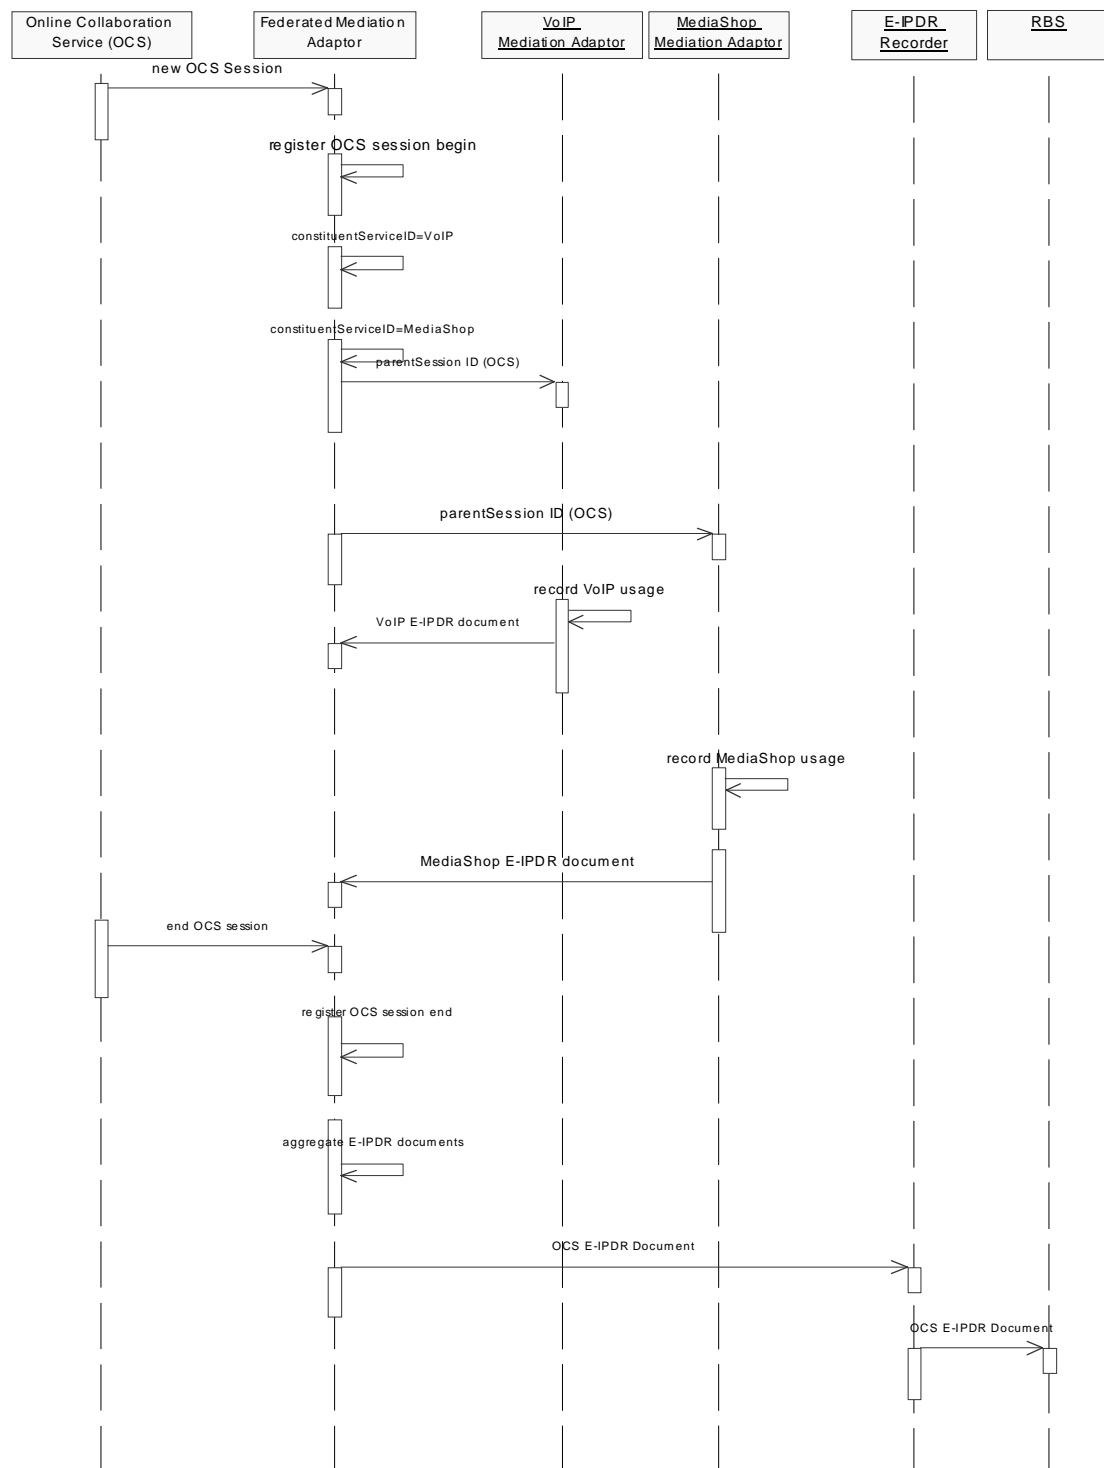 Online Collaboration
Service (OCS)
Federated Mediation
Adaptor
VoIP
Mediation Adaptor
MediaShop
Mediation Adaptor
E-IPDR
Recorder
RBS
new OCS Session
register OCS session begin
constituentServiceID=VoIP
constituentServiceID=MediaShop
parentSession ID (OCS)
parentSession ID (OCS)
record VoIP usage
VoIP E-IPDR document
record MediaShop usage
MediaShop E-IPDR document
end OCS session
register OCS session end
aggregate E-IPDR documents
OCS E-IPDR Document
OCS E-IPDR Document